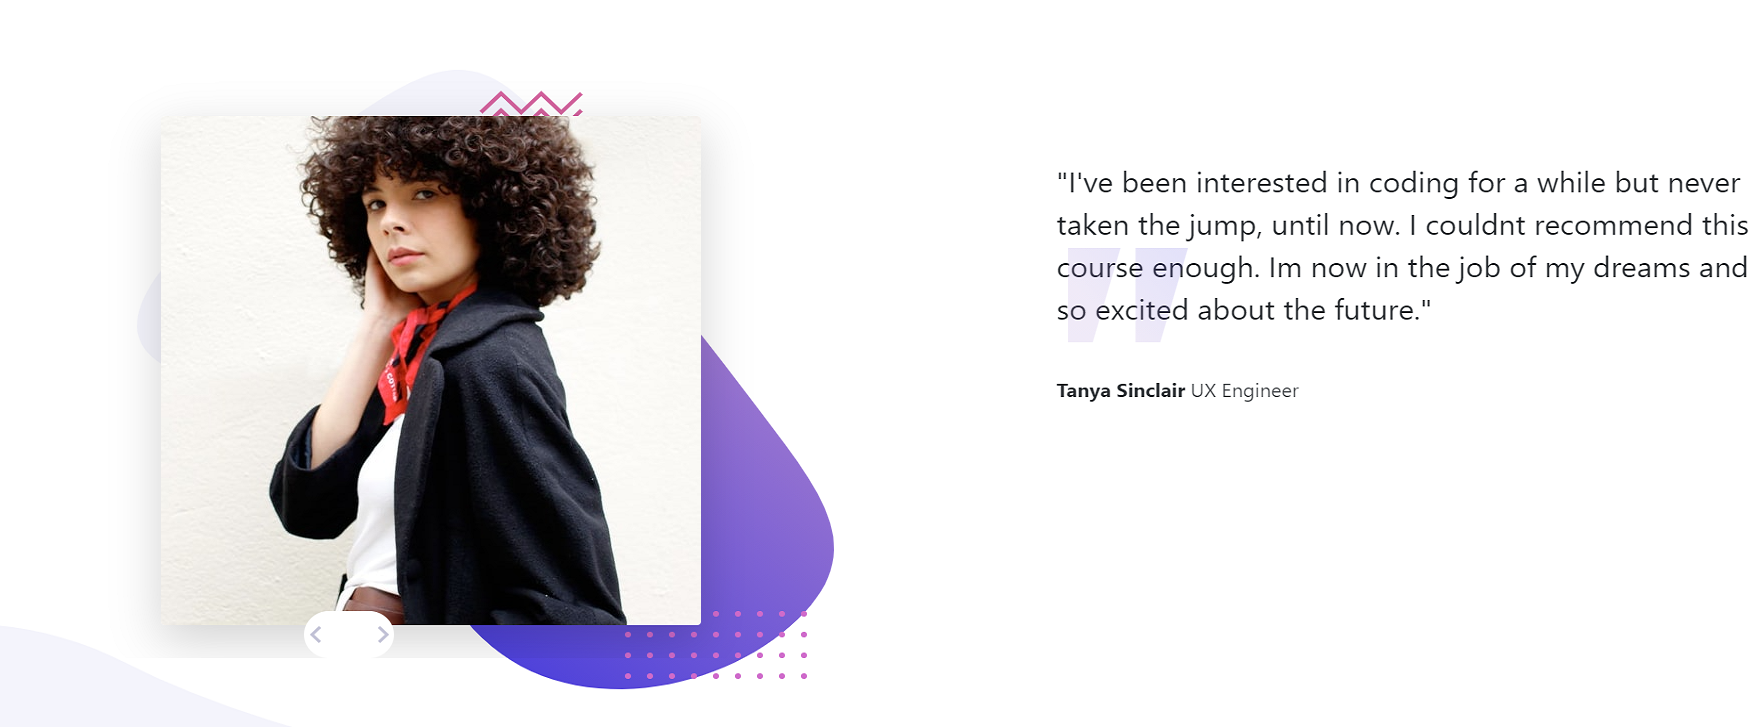 "I've been interested in coding for a while but never
taken the jump, until now. I couldnt recommend this
course enough. Im now in the job of my dreams and
so excited about the future."
Tanya Sinclair UX Engineer